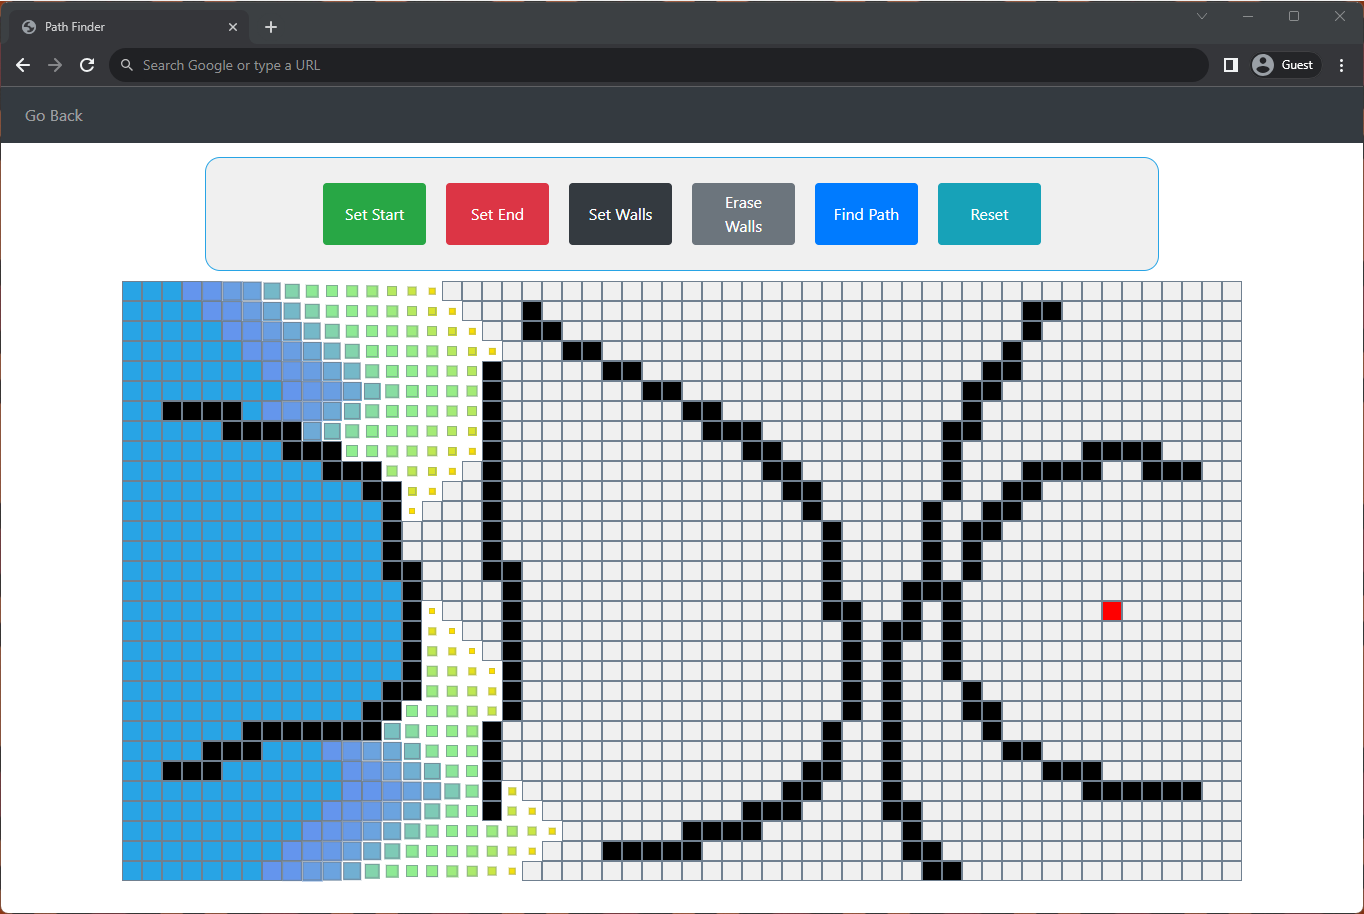 Path Finder
Search Google or type a URL
Guest
Go Back
Set Start
Set End
Set Walls
Erase
Walls
Find Path
Reset